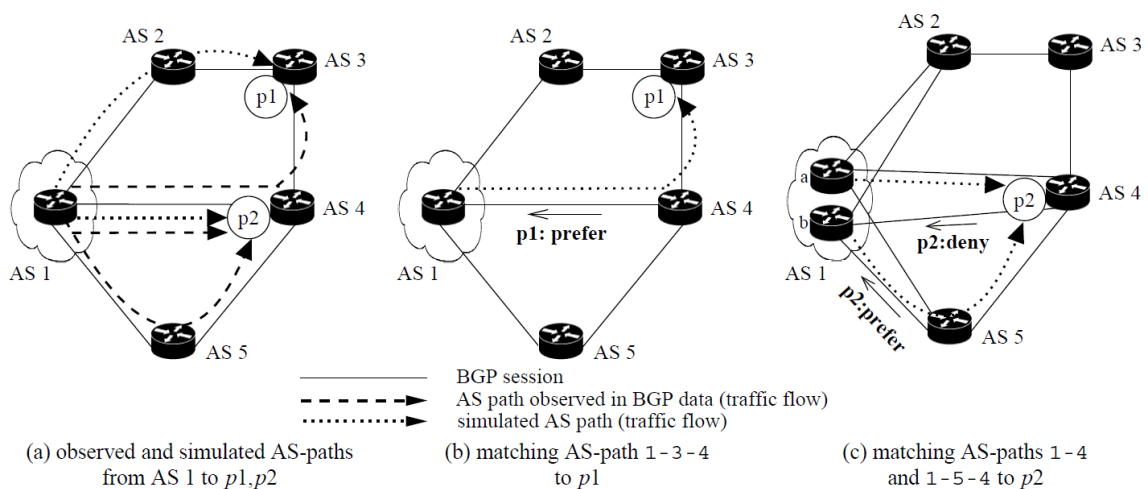 AS 2
AS 3
p1
p2
AS 4
AS 1
AS 5
AS 2
AS 3
p1
AS 4
p1: prefer
AS 1
AS 5
AS 2
AS 3
a
p2
AS 4
b
p2:deny
AS 1
p2:prefer
AS 5
BGP session
AS path observed in BGP data (traffic flow)
simulated AS path (traffic flow)
(a) observed and simulated AS-paths
from AS 1 to p1,p2
(b) matching AS-path 1-3-4
to p1
(c) matching AS-paths 1-4
and 1-5-4 to p2